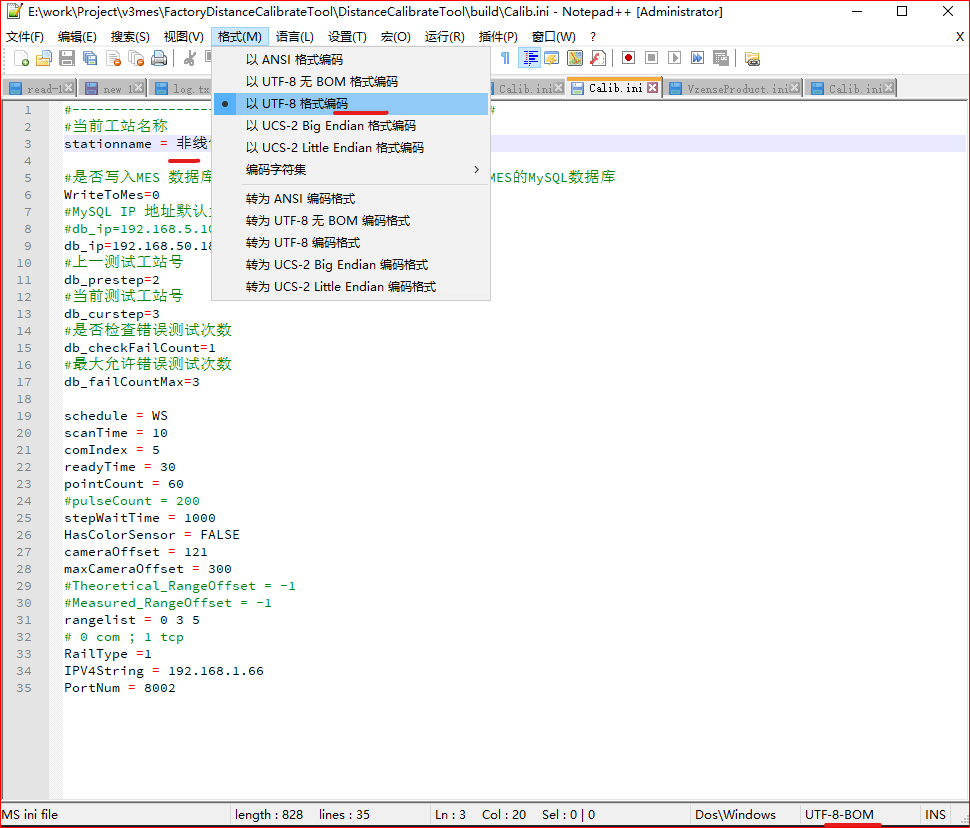 E:\work\Project\v3mes\FactoryDistanceCalibrateTool\DistanceCalibrateTool\build\Calib.ini - Notepad++ [Administrator]
文件(F) 编辑(E) 搜索(S) 视图(V) 格式(M) 语言(L) 设置(T) 宏(O) 运行(R) 插件(P) 窗口(W) ? X
read-1 new 1 log.tx Calib.ini Calib.ini VzenseProduct.ini Calib.ini
以 ANSI 格式编码
以 UTF-8 无 BOM 格式编码
以 UTF-8 格式编码
以 UCS-2 Big Endian 格式编码
以 UCS-2 Little Endian 格式编码
编码字符集
转为 ANSI 编码格式
转为 UTF-8 无 BOM 编码格式
转为 UTF-8 编码格式
转为 UCS-2 Big Endian 编码格式
转为 UCS-2 Little Endian 编码格式
1 #------------------ #
2 #当前工站名称
3 stationname = 非线
4
5 #是否写入MES 数据库 MES的MySQL数据库
6 WriteToMes=0
7 #MySQL IP 地址默认
8 #db_ip=192.168.5.10
9 db_ip=192.168.50.18
10 #上一测试工站号
11 db_prestep=2
12 #当前测试工站号
13 db_curstep=3
14 #是否检查错误测试次数
15 db_checkFailCount=1
16 #最大允许错误测试次数
17 db_failCountMax=3
18
19 schedule = WS
20 scanTime = 10
21 comIndex = 5
22 readyTime = 30
23 pointCount = 60
24 #pulseCount = 200
25 stepWaitTime = 1000
26 HasColorSensor = FALSE
27 cameraOffset = 121
28 maxCameraOffset = 300
29 #Theoretical_RangeOffset = -1
30 #Measured_RangeOffset = -1
31 rangelist = 0 3 5
32 # 0 com ; 1 tcp
33 RailType =1
34 IPV4String = 192.168.1.66
35 PortNum = 8002
MS ini file length : 828 lines : 35 Ln : 3 Col : 20 Sel : 0 | 0 Dos\Windows UTF-8-BOM INS